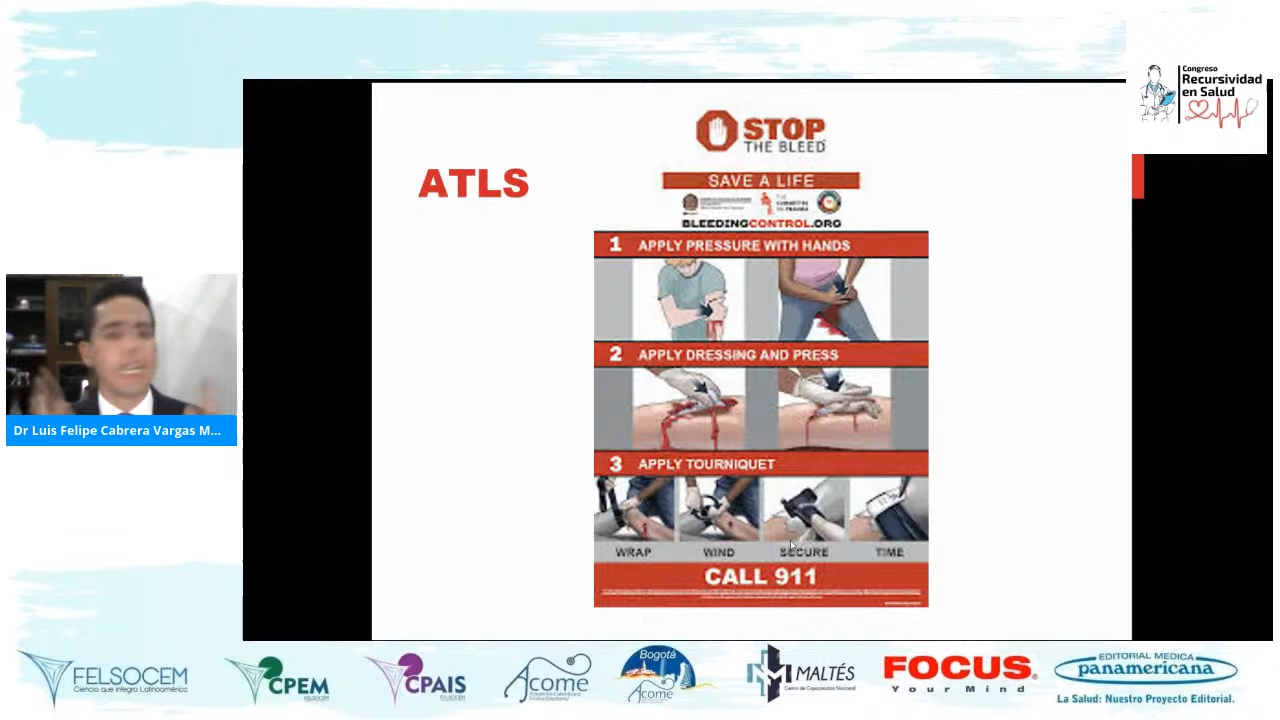 Congreso
Recursividad
en Salud
ATLS
STOP
THE BLEED
SAVE A LIFE
BLEEDINGCONTROL.ORG
1 APPLY PRESSURE WITH HANDS
2 APPLY DRESSING AND PRESS
3 APPLY TOURNIQUET
WRAP WIND SECURE TIME
CALL 911
Dr Luis Felipe Cabrera Vargas M...
FELSOCEM
Ciencia que integra Latinoamérica
CPEM
FELSOCEM
CPAIS
FELSOCEM
Acome
Bogotá
Acome
MALTÉS
Centro de Capacitación Nacional
FOCUS
Your Mind
EDITORIAL MEDICA
panamericana
La Salud: Nuestro Proyecto Editorial.